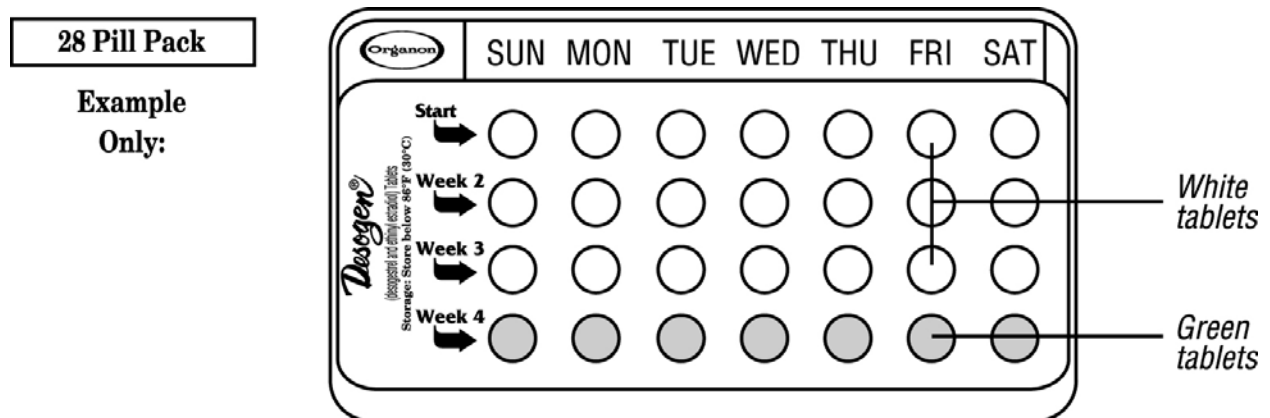 28 Pill Pack
Example
Only:
Organon
SUN MON TUE WED THU FRI SAT
Start
Week 2
Week 3
Week 4
Desogen®
(desogestrel and ethinyl estradiol) Tablets
Storage: Store below 86°F (30°C)
White
tablets
Green
tablets